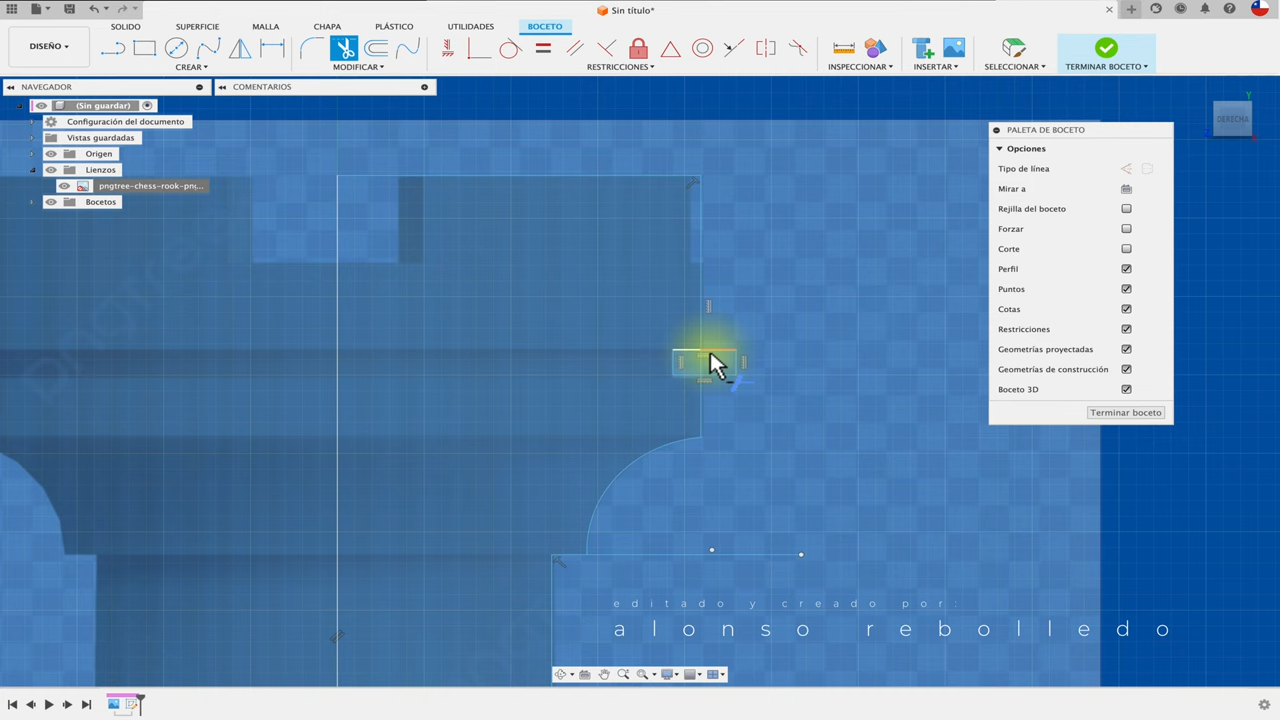 Sin título*
SÓLIDO
SUPERFICIE
MALLA
CHAPA
PLÁSTICO
UTILIDADES
BOCETO
DISEÑO
CREAR
MODIFICAR
RESTRICCIONES
INSPECCIONAR
INSERTAR
SELECCIONAR
TERMINAR BOCETO
NAVEGADOR
COMENTARIOS
(Sin guardar)
Configuración del documento
Vistas guardadas
Origen
Lienzos
pngtree-chess-rook-pn¡...
Bocetos
Y
DERECHA
PALETA DE BOCETO
Opciones
Tipo de línea
Mirar a
Rejilla del boceto
Forzar
Corte
Perfil
Puntos
Cotas
Restricciones
Geometrías proyectadas
Geometrías de construcción
Boceto 3D
Terminar boceto
editado y creado por:
alonso rebolledo